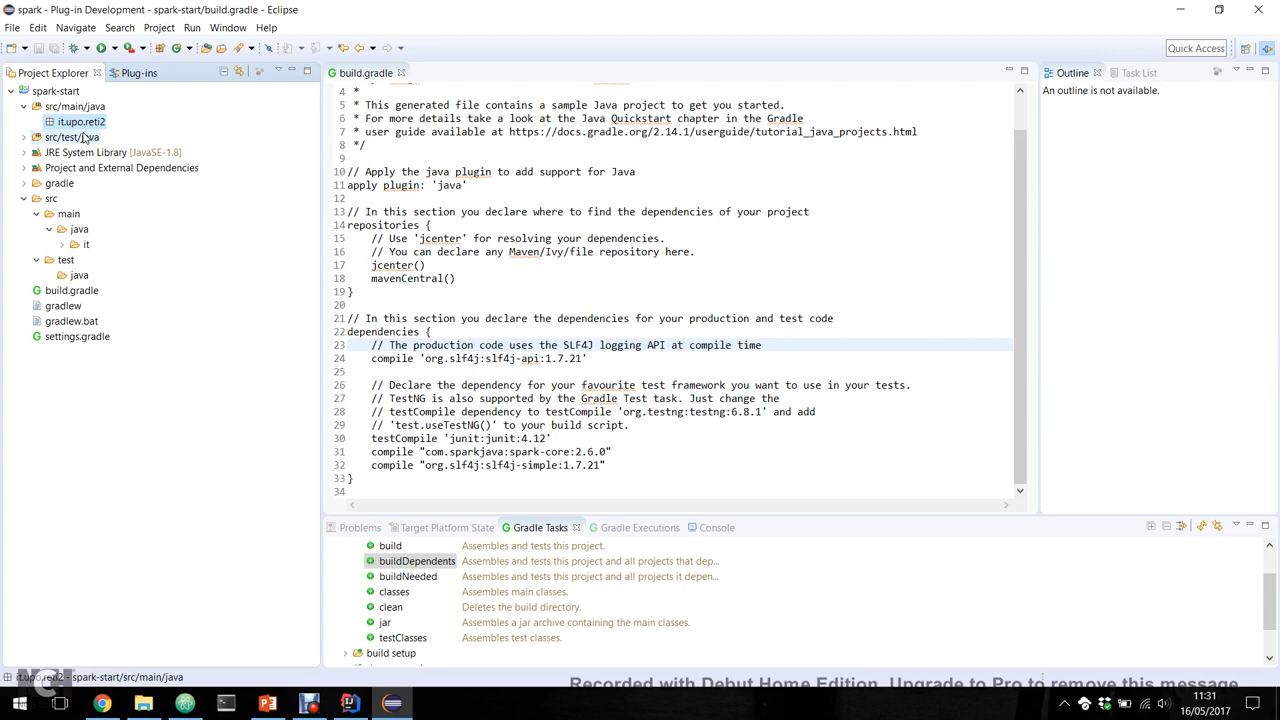 spark - Plug-in Development - spark-start/build.gradle - Eclipse
File Edit Navigate Search Project Run Window Help
Quick Access
Project Explorer Plug-ins
spark-start
src/main/java
it.upo.reti2
JRE System Library [JavaSE-1.8]
Project and External Dependencies
gradle
src
main
java
it
test
java
build.gradle
gradlew
gradlew.bat
settings.gradle
build.gradle
4 *
5 * This generated file contains a sample Java project to get you started.
6 * For more details take a look at the Java Quickstart chapter in the Gradle
7 * user guide available at https://docs.gradle.org/2.14.1/userguide/tutorial_java_projects.html
8 */
9
10 // Apply the java plugin to add support for Java
11 apply plugin: 'java'
12
13 // In this section you declare where to find the dependencies of your project
14 repositories {
15 // Use 'jcenter' for resolving your dependencies.
16 // You can declare any Maven/Ivy/file repository here.
17 jcenter()
18 mavenCentral()
19 }
20
21 // In this section you declare the dependencies for your production and test code
22 dependencies {
23 // The production code uses the SLF4J logging API at compile time
24 compile 'org.slf4j:slf4j-api:1.7.21'
25
26 // Declare the dependency for your favourite test framework you want to use in your tests.
27 // TestNG is also supported by the Gradle Test task. Just change the
28 // testCompile dependency to testCompile 'org.testng:testng:6.8.1' and add
29 // 'test.useTestNG()' to your build script.
30 testCompile 'junit:junit:4.12'
31 compile "com.sparkjava:spark-core:2.6.0"
32 compile "org.slf4j:slf4j-simple:1.7.21"
33 }
34
Outline Task List
An outline is not available.
Problems Target Platform State Gradle Tasks Gradle Executions Console
build Assembles and tests this project.
buildDependents Assembles and tests this project and all projects that dep...
buildNeeded Assembles and tests this project and all projects it depen...
classes Assembles main classes.
clean Deletes the build directory.
jar Assembles a jar archive containing the main classes.
testClasses Assembles test classes.
build setup
it.upo.reti2 - spark-start/src/main/java
NCH
Recorded with Debut Home Edition. Upgrade to Pro to remove this message
11:31
16/05/2017